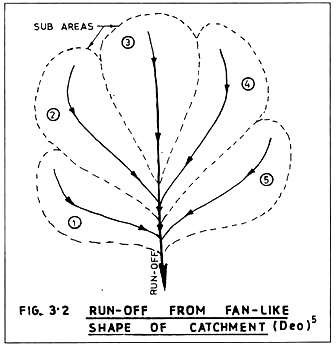 SUB AREAS
3
4
2
5
1
RUN-OFF
FIG. 3·2 RUN-OFF FROM FAN-LIKE
SHAPE OF CATCHMENT (Deo)⁵